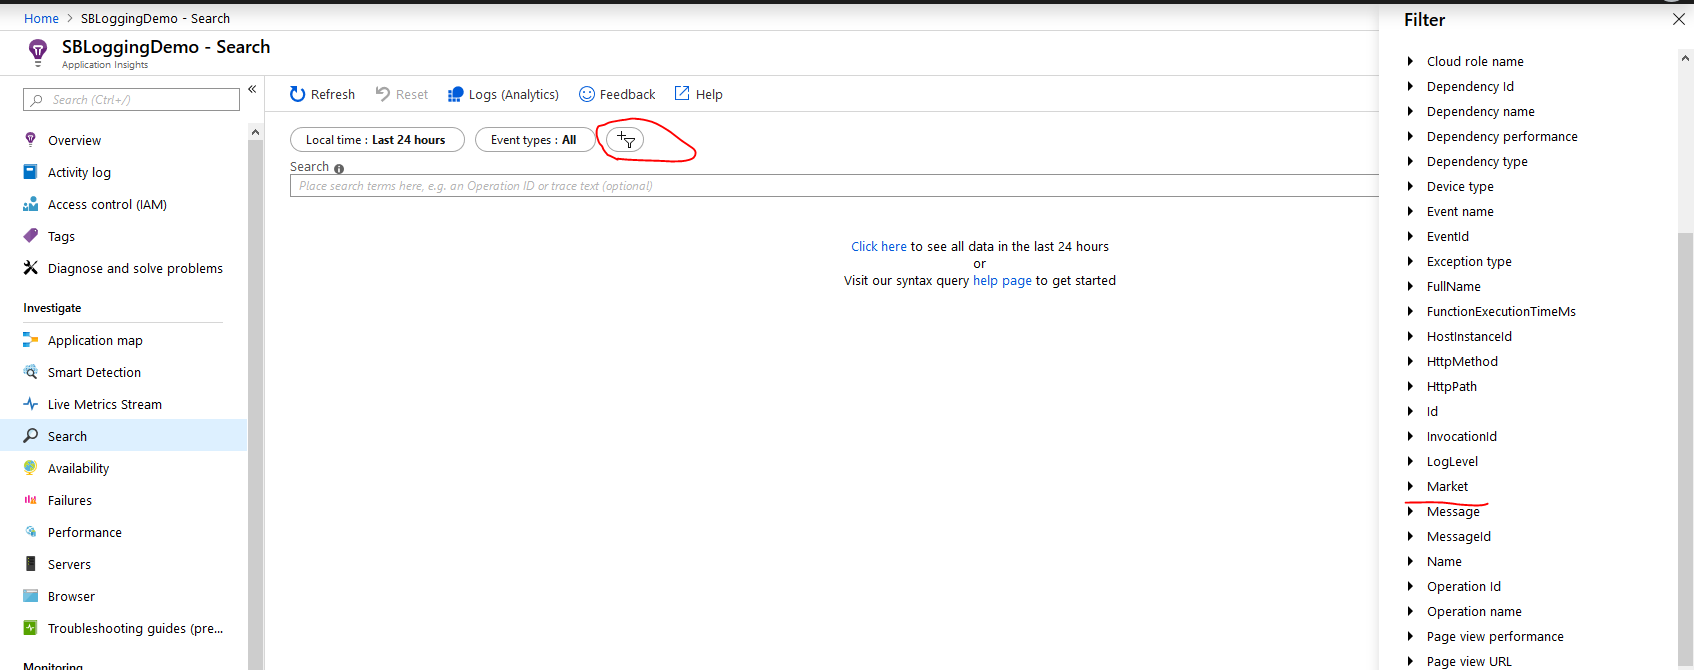 Home > SBLoggingDemo - Search
SBLoggingDemo - Search
Application Insights
Search (Ctrl+/)
Overview
Activity log
Access control (IAM)
Tags
Diagnose and solve problems
Investigate
Application map
Smart Detection
Live Metrics Stream
Search
Availability
Failures
Performance
Servers
Browser
Troubleshooting guides (pre...
Monitoring
Refresh Reset Logs (Analytics) Feedback Help
Local time : Last 24 hours Event types : All
Search
Place search terms here, e.g. an Operation ID or trace text (optional)
Click here to see all data in the last 24 hours
or
Visit our syntax query help page to get started
Filter
Cloud role name
Dependency Id
Dependency name
Dependency performance
Dependency type
Device type
Event name
EventId
Exception type
FullName
FunctionExecutionTimeMs
HostInstanceId
HttpMethod
HttpPath
Id
InvocationId
LogLevel
Market
Message
MessageId
Name
Operation Id
Operation name
Page view performance
Page view URL